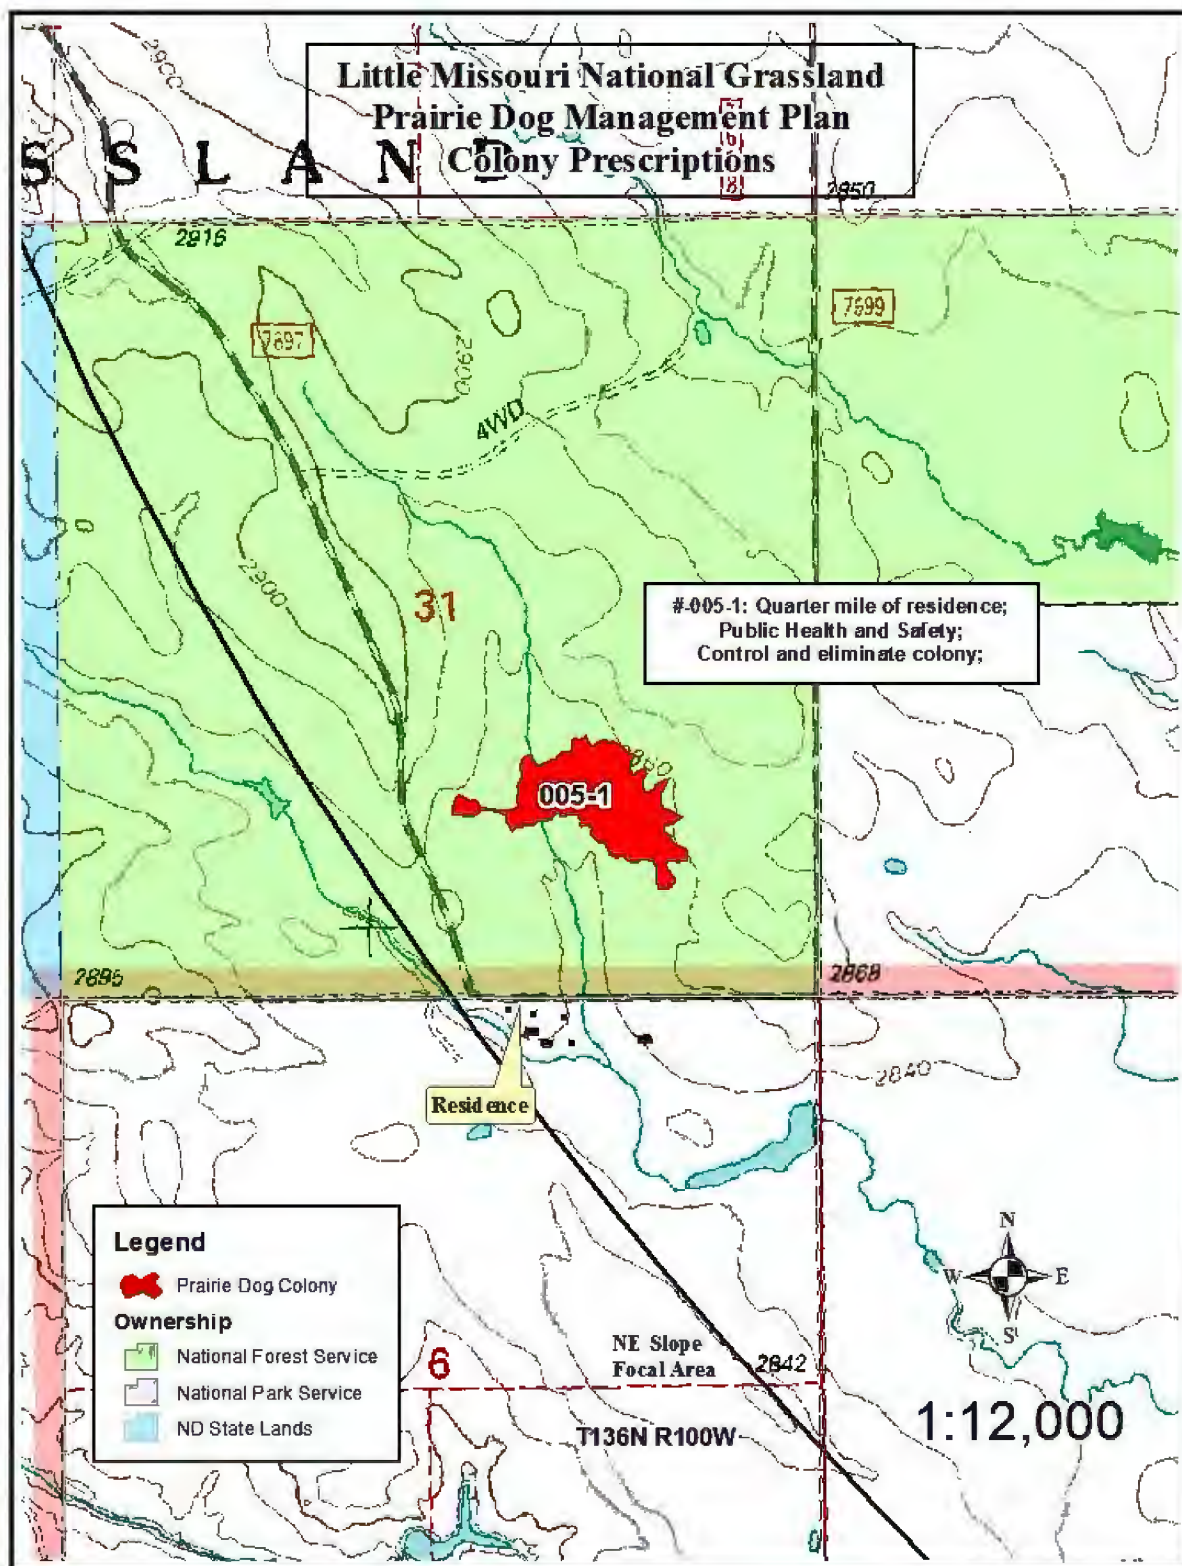 Little Missouri National Grassland
Prairie Dog Management Plan
Colony Prescriptions
S S L A N D
2900
2850
2916
7697
7699
2900
4WD
2900
31
#-005-1: Quarter mile of residence;
Public Health and Safety;
Control and eliminate colony;
005-1
2895
2868
2840
Residence
Legend
Prairie Dog Colony
Ownership
National Forest Service
National Park Service
ND State Lands
N
W
E
S
NE Slope
Focal Area
6
2842
T136N R100W
1:12,000